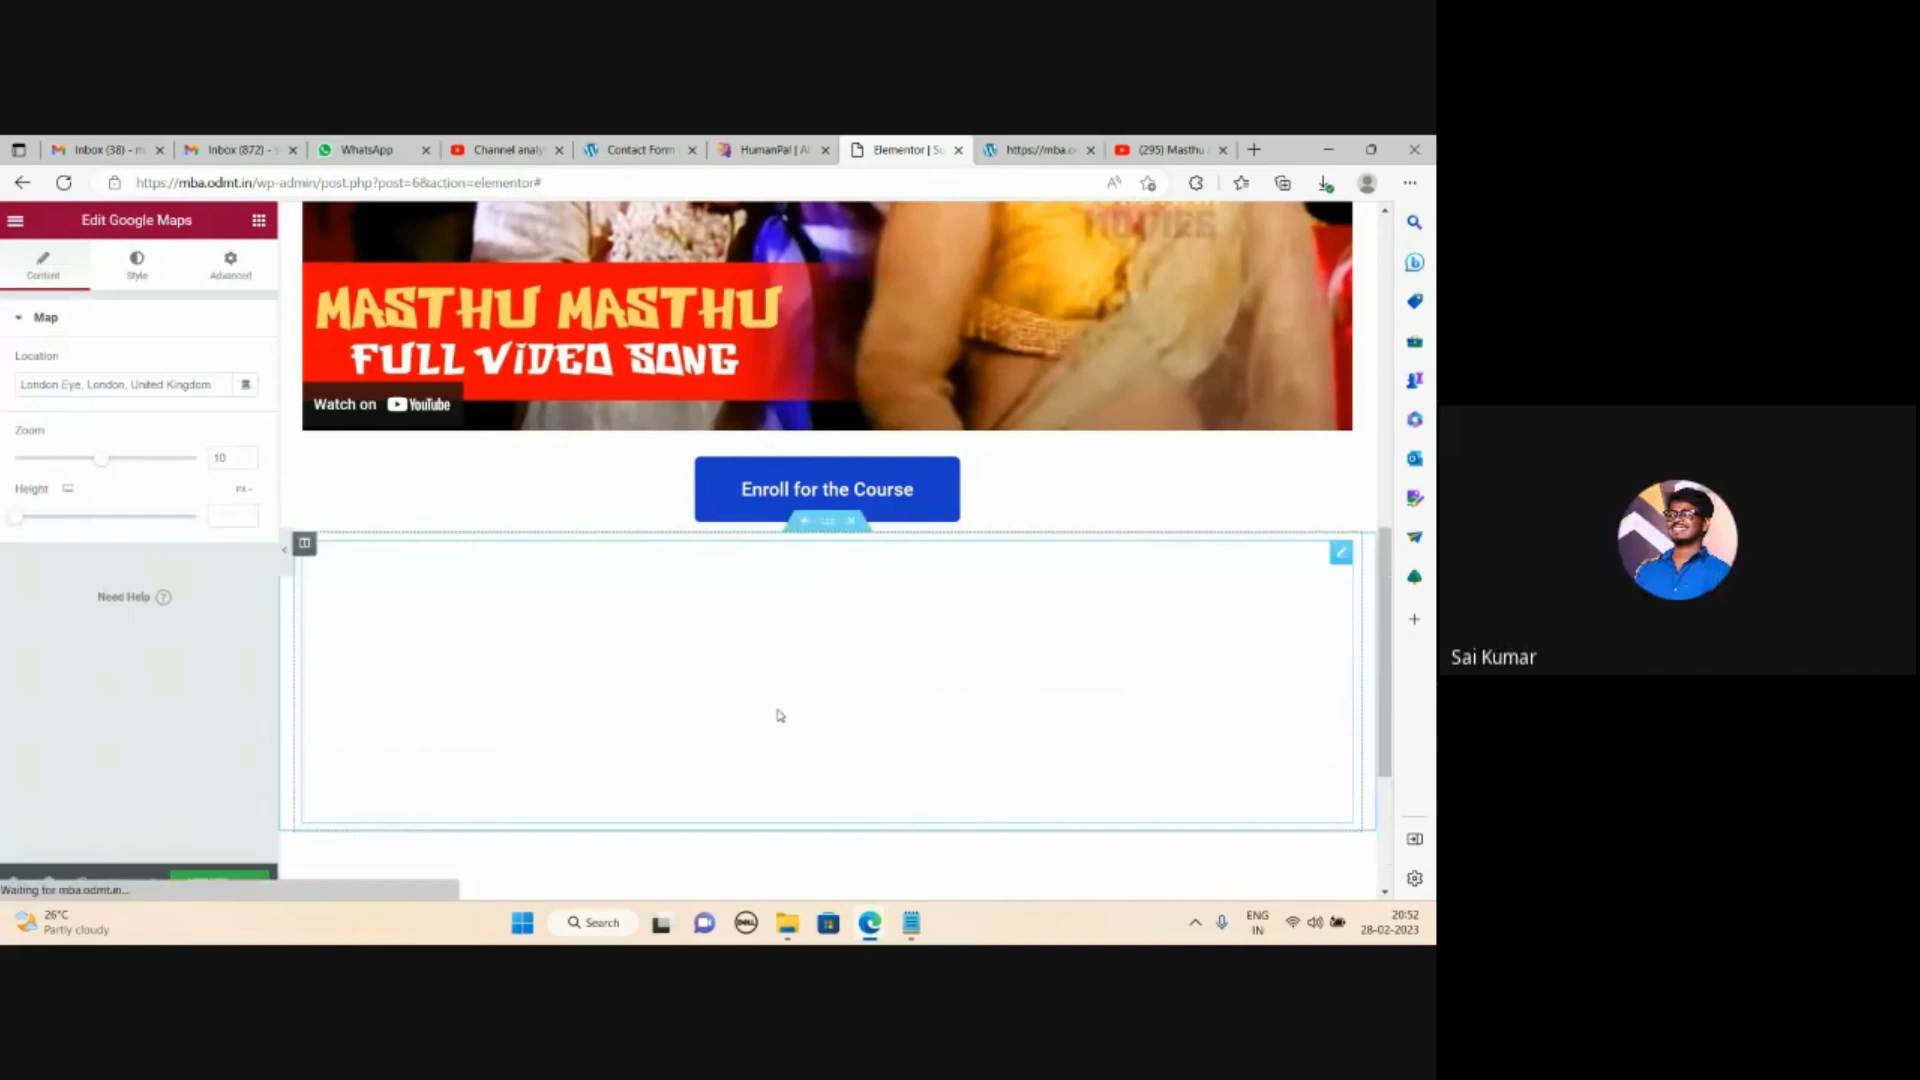 Inbox (38) - m
Inbox (872) -
WhatsApp
Channel analy
Contact Form
HumanPal | AI
Elementor | Su
https://mba.o
(295) Masthu
https://mba.odmt.in/wp-admin/post.php?post=6&action=elementor#
Edit Google Maps
Content
Style
Advanced
Map
Location
London Eye, London, United Kingdom
Zoom
10
Height
PX
Need Help
MOVIES
MASTHU MASTHU
FULL VIDEO SONG
Watch on YouTube
Enroll for the Course
Waiting for mba.odmt.in...
26°C
Partly cloudy
Search
DELL
ENG
IN
20:52
28-02-2023
Sai Kumar